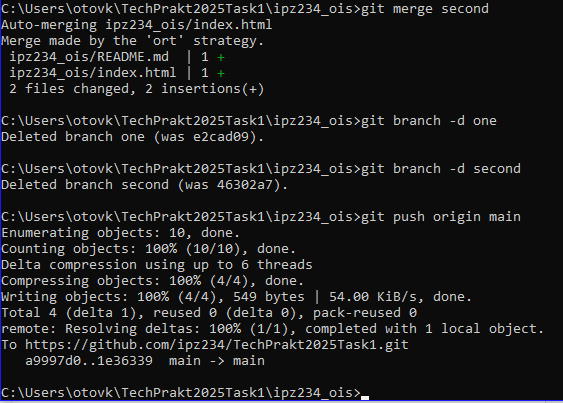 C:\Users\otovk\TechPrakt2025Task1\ipz234_ois>git merge second
Auto-merging ipz234_ois/index.html
Merge made by the 'ort' strategy.
 ipz234_ois/README.md  | 1 +
 ipz234_ois/index.html | 1 +
 2 files changed, 2 insertions(+)

C:\Users\otovk\TechPrakt2025Task1\ipz234_ois>git branch -d one
Deleted branch one (was e2cad09).

C:\Users\otovk\TechPrakt2025Task1\ipz234_ois>git branch -d second
Deleted branch second (was 46302a7).

C:\Users\otovk\TechPrakt2025Task1\ipz234_ois>git push origin main
Enumerating objects: 10, done.
Counting objects: 100% (10/10), done.
Delta compression using up to 6 threads
Compressing objects: 100% (4/4), done.
Writing objects: 100% (4/4), 549 bytes | 54.00 KiB/s, done.
Total 4 (delta 1), reused 0 (delta 0), pack-reused 0
remote: Resolving deltas: 100% (1/1), completed with 1 local object.
To https://github.com/ipz234/TechPrakt2025Task1.git
   a9997d0..1e36339  main -> main

C:\Users\otovk\TechPrakt2025Task1\ipz234_ois>